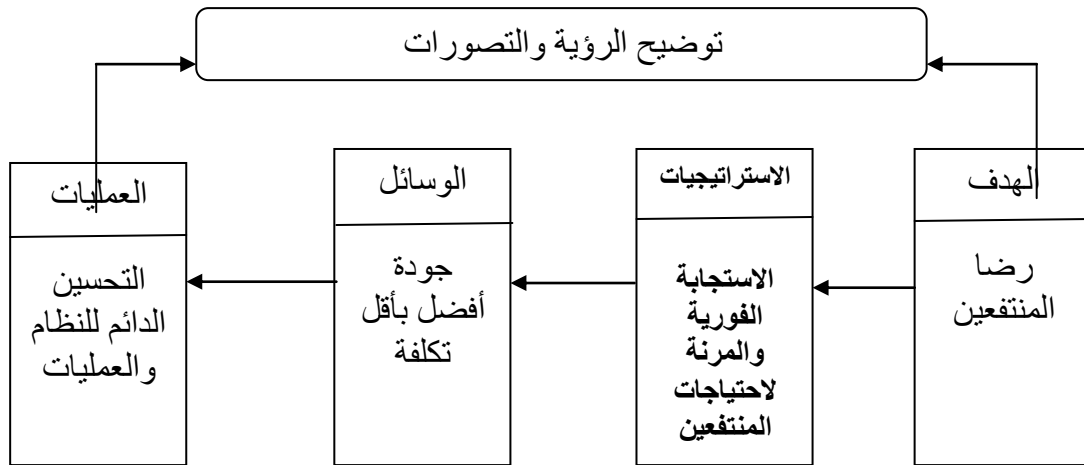 توضيح الرؤية والتصورات
الهدف
رضا
المنتفعين
الاستراتيجيات
الاستجابة
الفورية
والمرنة
لاحتياجات
المنتفعين
الوسائل
جودة
أفضل بأقل
تكلفة
العمليات
التحسين
الدائم للنظام
والعمليات